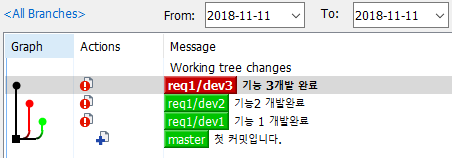 <All Branches> From: 2018-11-11 To: 2018-11-11
Graph Actions Message
Working tree changes
req1/dev3 기능 3개발 완료
req1/dev2 기능2 개발완료
req1/dev1 기능 1 개발완료
master 첫 커밋입니다.